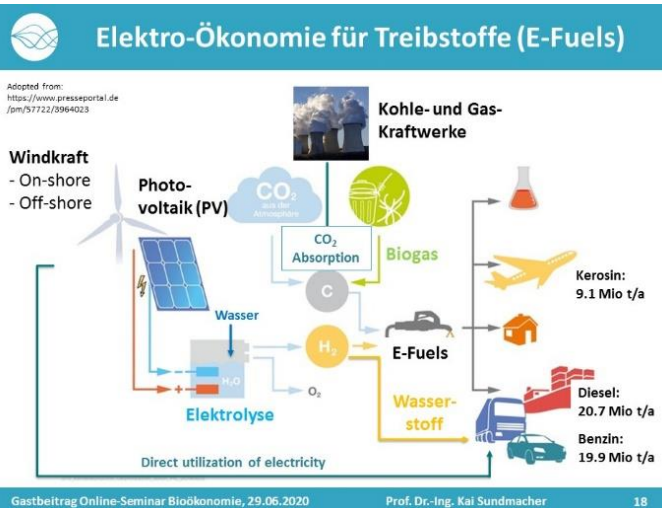 Elektro-Ökonomie für Treibstoffe (E-Fuels)
Adopted from:
https://www.presseportal.de
/pm/57722/3964023
Windkraft
- On-shore
- Off-shore
Photo-
voltaik (PV)
Kohle- und Gas-
Kraftwerke
CO2
aus der
Atmosphäre
CO2
Absorption
Biogas
C
Wasser
H2
H2O
O2
- 
+
Elektrolyse
E-Fuels
Wasser-
stoff
Kerosin:
9.1 Mio t/a
Diesel:
20.7 Mio t/a
Benzin:
19.9 Mio t/a
Direct utilization of electricity
Gastbeitrag Online-Seminar Bioökonomie, 29.06.2020 Prof. Dr.-Ing. Kai Sundmacher 18